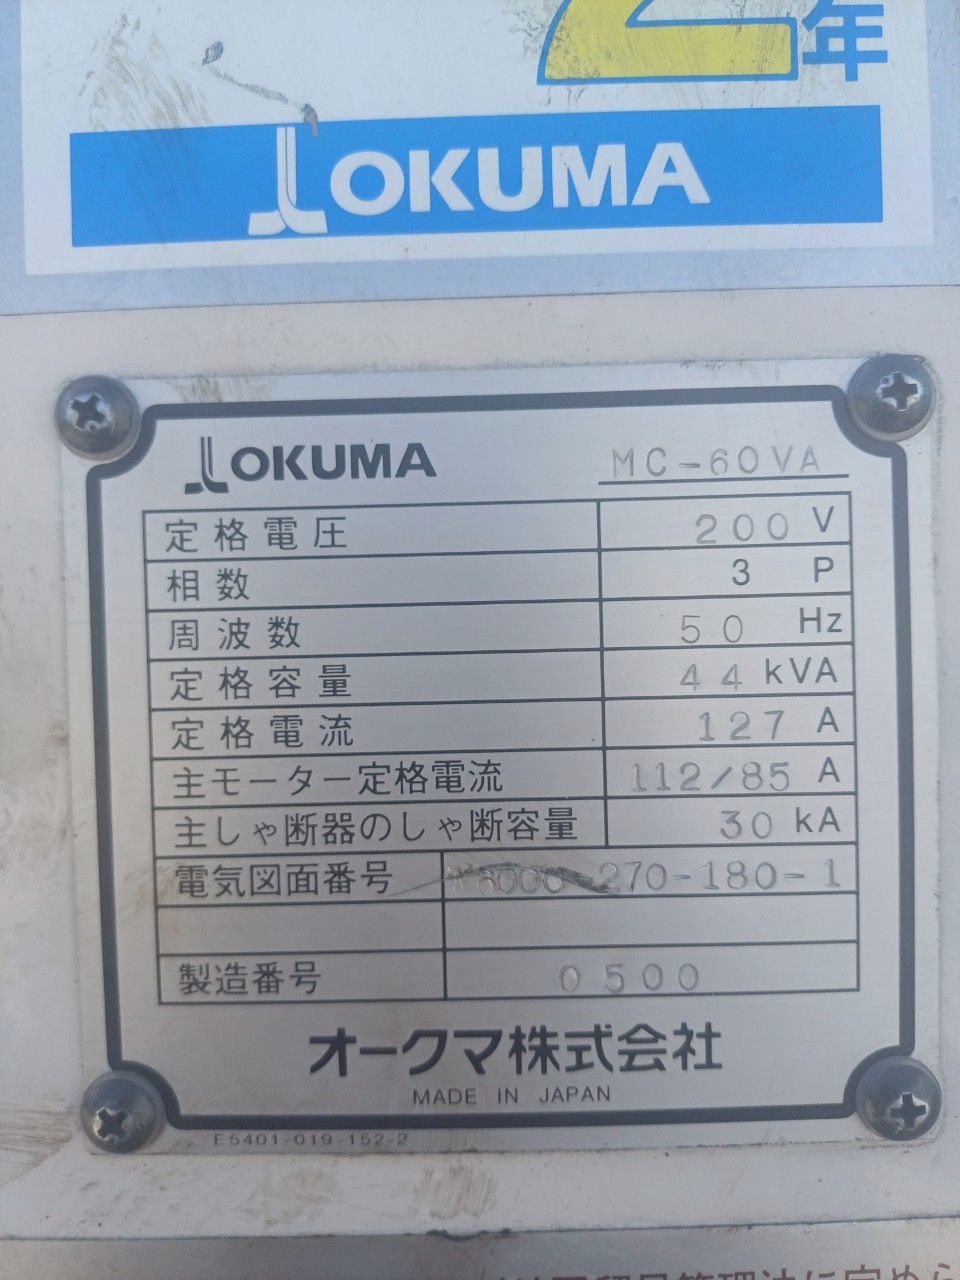 2年
OKUMA
OKUMA MC-60VA
定格電圧 200 V
相数 3 P
周波数 50 Hz
定格容量 44 kVA
定格電流 127 A
主モーター定格電流 112/85 A
主しゃ断器のしゃ断容量 30 kA
電気図面番号 270-180-1
製造番号 0500
オークマ株式会社
MADE IN JAPAN
E5401-019-152-2